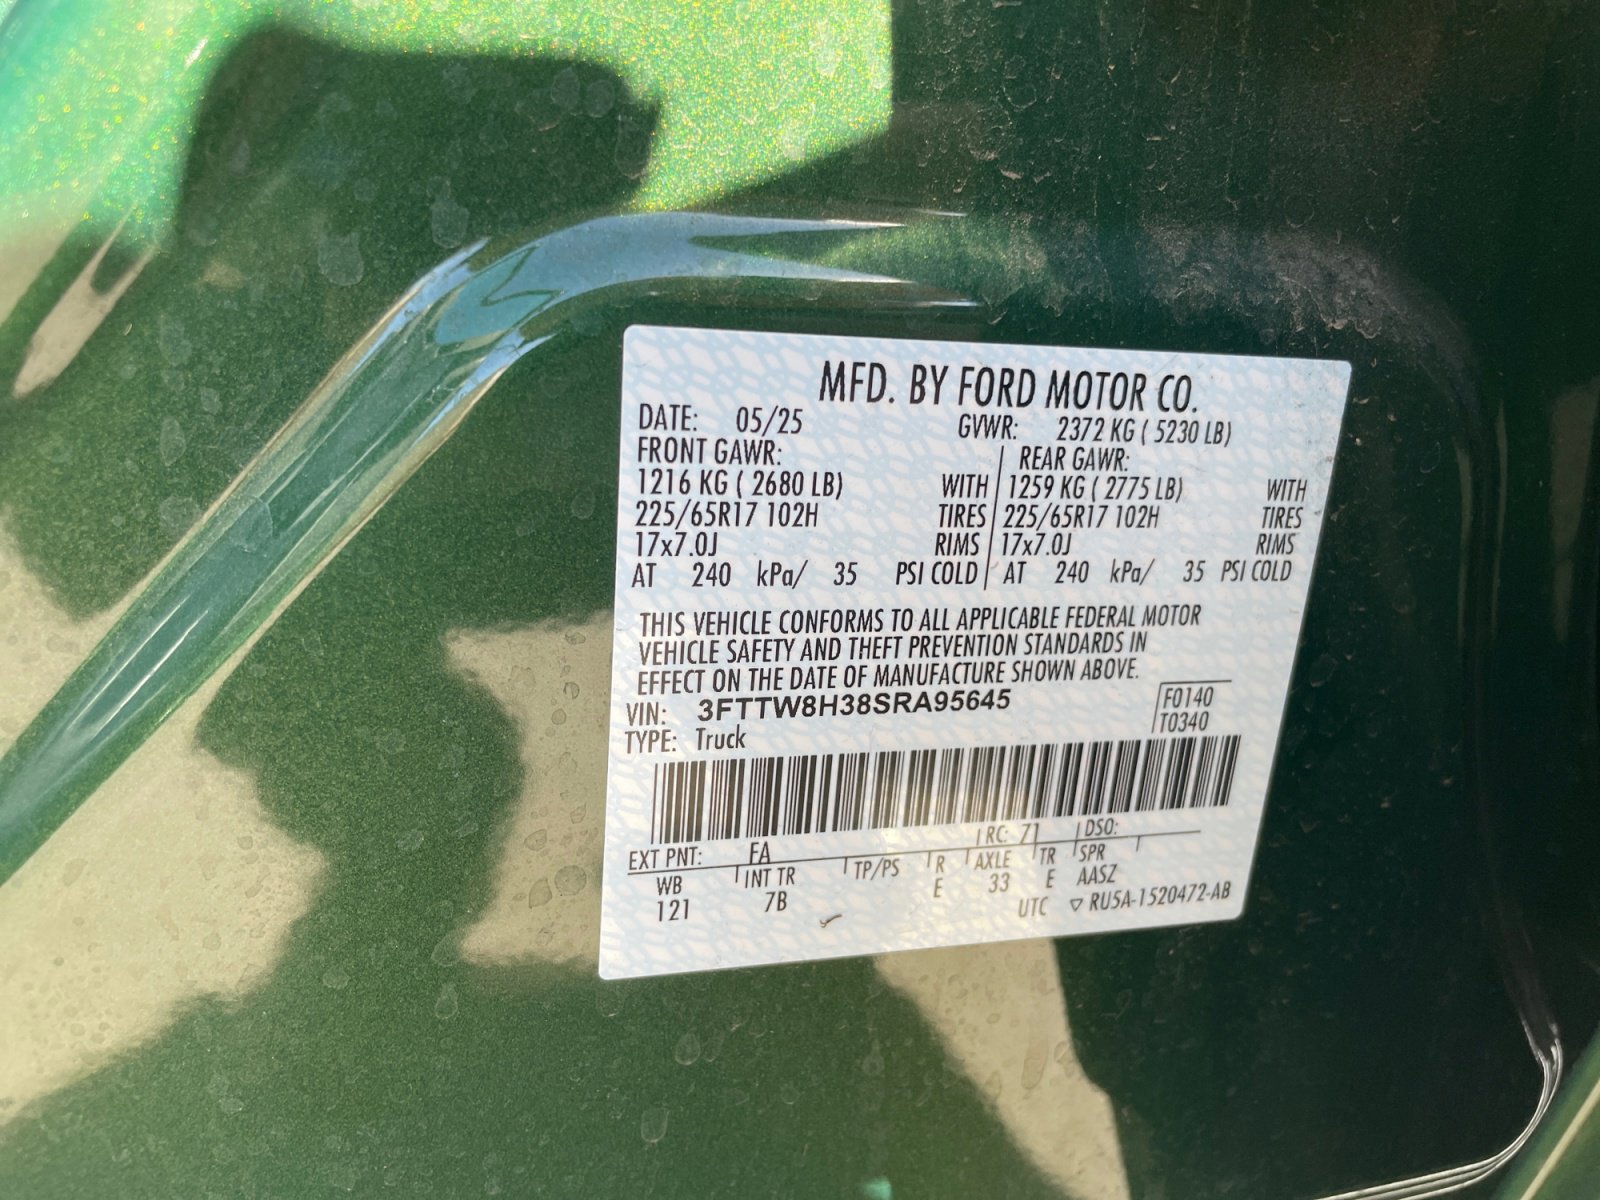 MFD. BY FORD MOTOR CO.
DATE: 05/25 GVWR: 2372 KG ( 5230 LB)
FRONT GAWR: REAR GAWR:
1216 KG ( 2680 LB) WITH 1259 KG ( 2775 LB) WITH
225/65R17 102H TIRES 225/65R17 102H TIRES
17x7.0J RIMS 17x7.0J RIMS
AT 240 kPa/ 35 PSI COLD AT 240 kPa/ 35 PSI COLD
THIS VEHICLE CONFORMS TO ALL APPLICABLE FEDERAL MOTOR
VEHICLE SAFETY AND THEFT PREVENTION STANDARDS IN
EFFECT ON THE DATE OF MANUFACTURE SHOWN ABOVE.
VIN: 3FTTW8H38SRA95645 F0140
TYPE: Truck T0340
EXT PNT: FA RC: 71 DSO:
WB INT TR TP/PS R AXLE TR SPR
121 7B E 33 E AASZ
UTC ▽ RU5A-1520472-AB